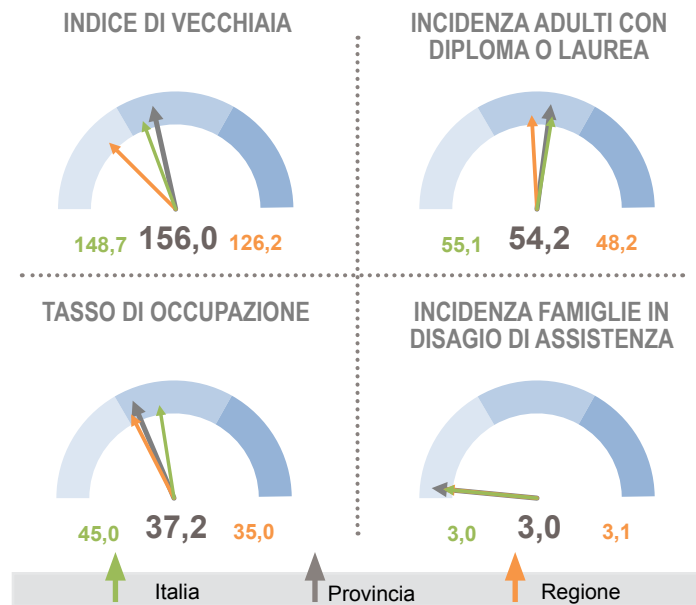 INDICE DI VECCHIAIA
148,7 156,0 126,2
INCIDENZA ADULTI CON
DIPLOMA O LAUREA
55,1 54,2 48,2
TASSO DI OCCUPAZIONE
45,0 37,2 35,0
INCIDENZA FAMIGLIE IN
DISAGIO DI ASSISTENZA
3,0 3,0 3,1
Italia Provincia Regione